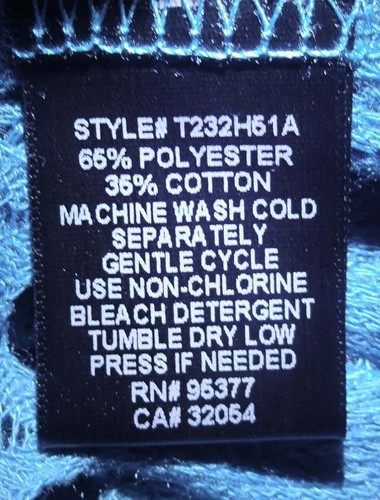 STYLE# T232H51A
65% POLYESTER
35% COTTON
MACHINE WASH COLD
SEPARATELY
GENTLE CYCLE
USE NON-CHLORINE
BLEACH DETERGENT
TUMBLE DRY LOW
PRESS IF NEEDED
RN# 95377
CA# 32054